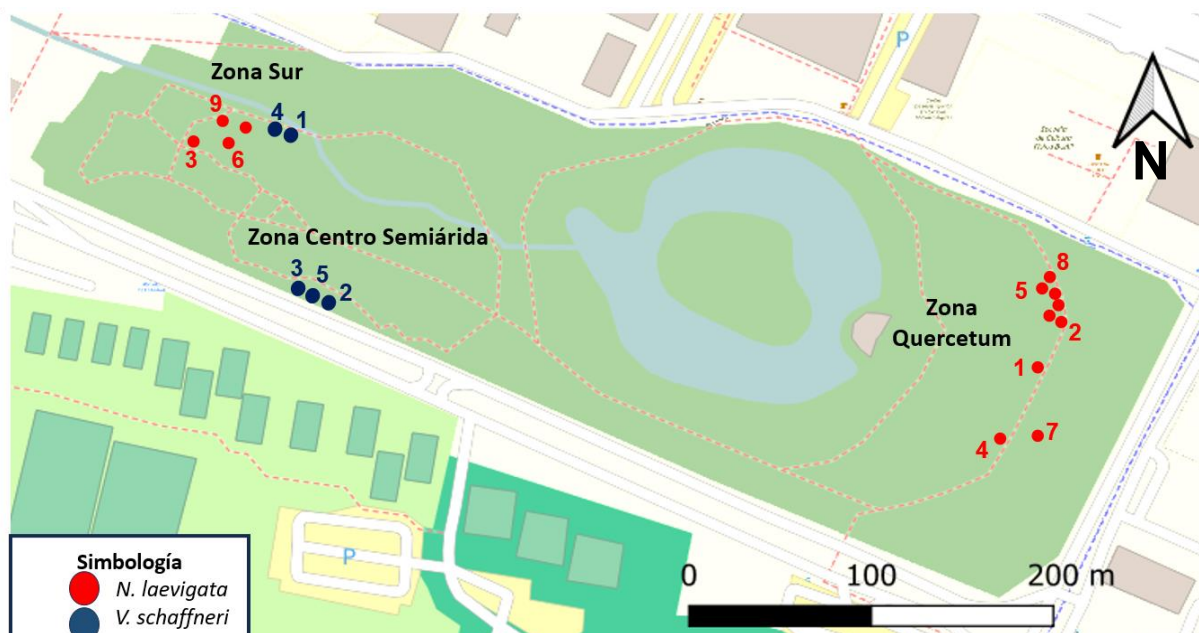 Zona Sur
9
4
1
3
6
Zona Centro Semiárida
3
5
2
P
N
8
5
2
Zona
Quercetum
1
4
7
P
Simbología
N. laevigata
V. schaffneri
0
100
200 m